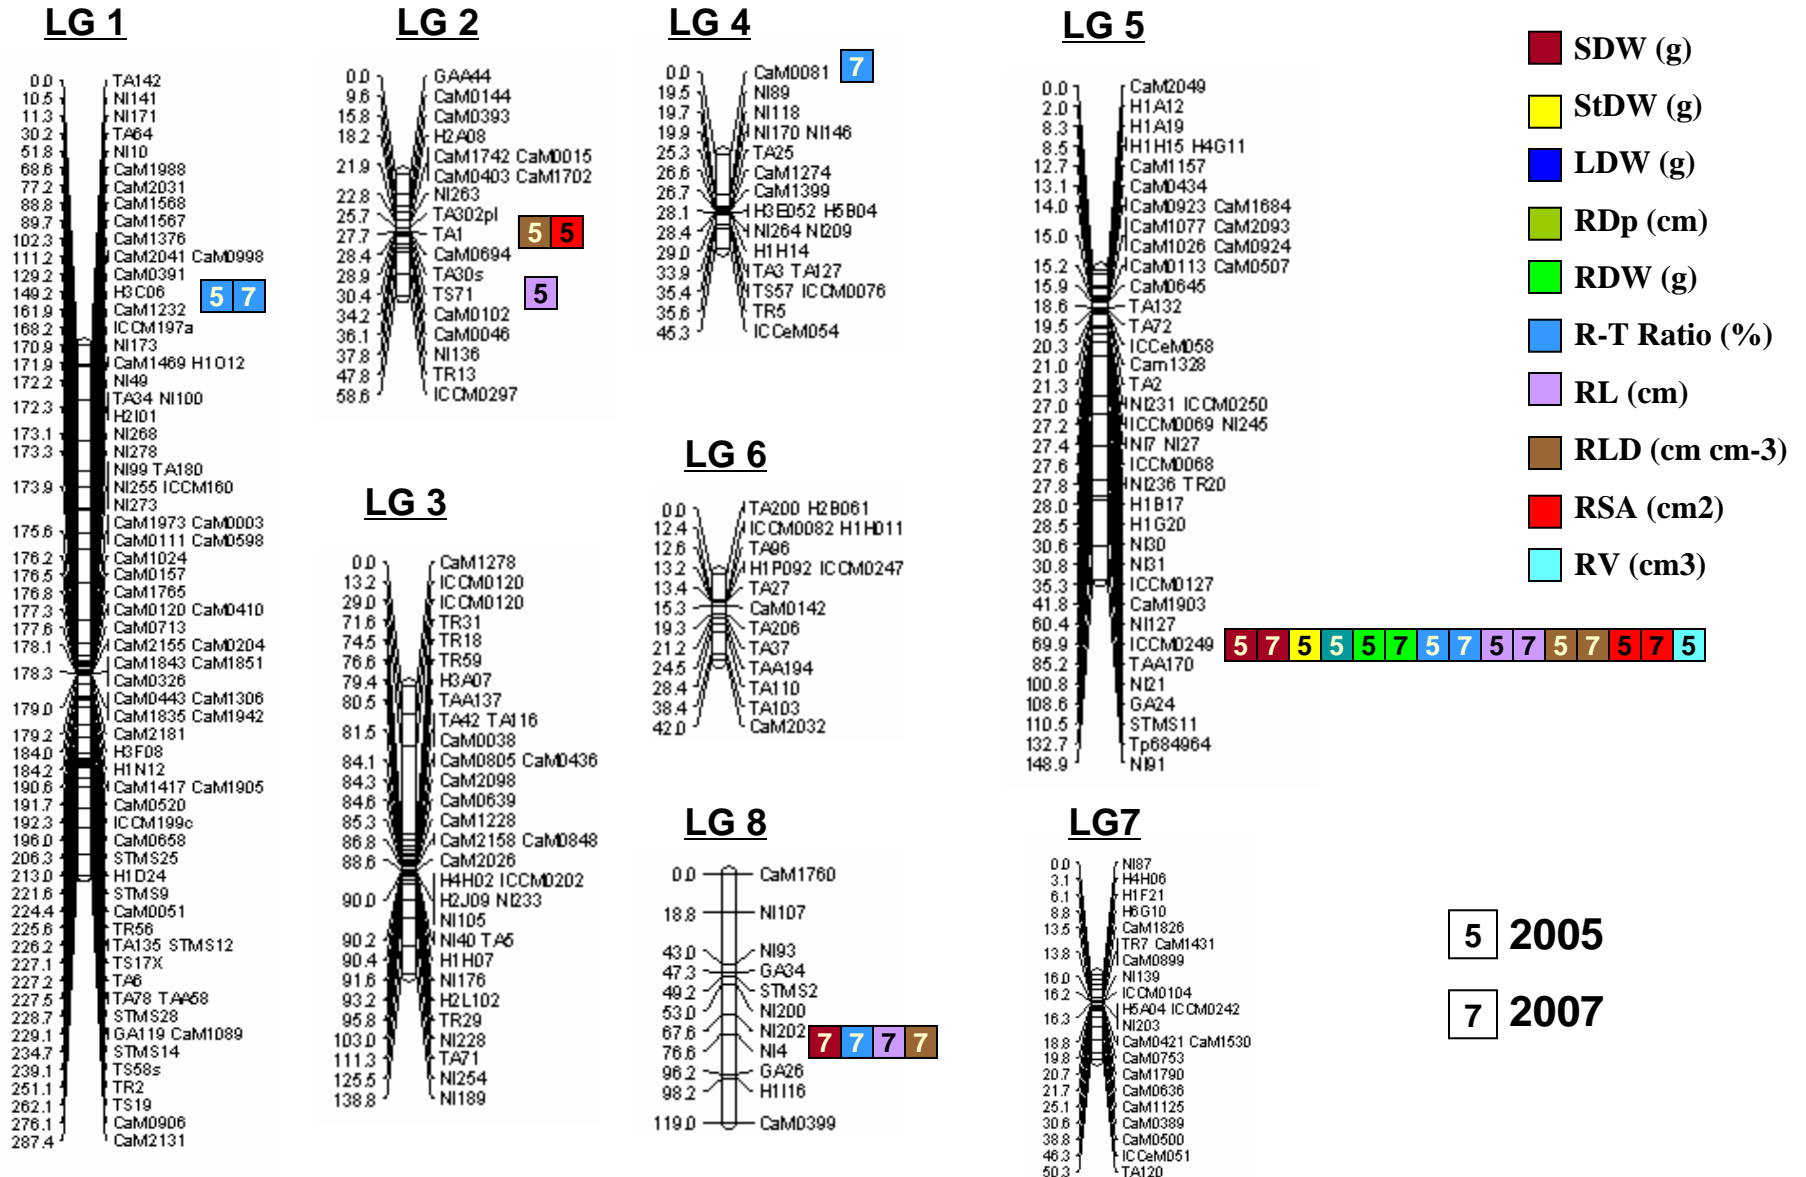 LG 1
0.0 TA142
10.5 NI141
11.3 NI171
30.2 TA64
51.8 NI10
68.6 CaM1988
77.2 CaM2031
88.8 CaM1568
89.7 CaM1567
102.3 CaM1376
111.2 CaM2041 CaM0998
129.2 CaM0391
149.2 H3C06
5 7
161.9 CaM1232
168.2 ICCM197a
170.9 NI173
171.9 CaM1469 H1O12
172.2 NI49
TA34 NI100
172.3
H2I01
173.1 NI268
173.3 NI278
NI99 TA180
173.9 NI255 ICCM160
NI273
CaM1973 CaM0003
175.6
CaM0111 CaM0598
176.2 CaM1024
176.5 CaM0157
176.8 CaM1765
177.3 CaM0120 CaM0410
177.6 CaM0713
178.1 CaM2155 CaM0204
CaM1843 CaM1851
178.3
CaM0326
CaM0443 CaM1306
179.0
CaM1835 CaM1942
179.2 CaM2181
184.0 H3F08
184.2 H1N12
190.6 CaM1417 CaM1905
191.7 CaM0520
192.3 ICCM199c
196.0 CaM0658
206.3 STMS25
213.0 H1D24
221.6 STMS9
224.4 CaM0051
225.6 TR56
226.2 TA135 STMS12
227.1 TS17X
227.2 TA6
227.5 TA78 TAA58
228.7 STMS28
229.1 GA119 CaM1089
234.7 STMS14
239.1 TS58s
251.1 TR2
262.1 TS19
276.1 CaM0906
287.4 CaM2131
LG 2
0.0 GAA44
9.6 CaM0144
15.8 CaM0393
18.2 H2A08
CaM1742 CaM0015
21.9
CaM0403 CaM1702
22.8 NI263
25.7 TA302pl
27.7 TA1
5 5
28.4 CaM0694
28.9 TA30s
30.4 TS71
5
34.2 CaM0102
36.1 CaM0046
37.8 NI136
47.8 TR13
58.6 ICCM0297
LG 3
0.0 CaM1278
13.2 ICCM0120
29.0 ICCM0120
71.6 TR31
74.5 TR18
76.6 TR59
79.4 H3A07
80.5 TAA137
TA42 TA116
81.5
CaM0038
84.1 CaM0805 CaM0436
84.3 CaM2098
84.6 CaM0639
85.3 CaM1228
86.8 CaM2158 CaM0848
88.6 CaM2026
H4H02 ICCM0202
90.0 H2J09 NI233
NI105
90.2 NI40 TA5
90.4 H1H07
91.6 NI176
93.2 H2L102
95.8 TR29
103.0 NI228
111.3 TA71
125.5 NI254
138.8 NI189
LG 4
0.0 CaM0081
7
19.5 NI89
19.7 NI118
19.9 NI170 NI146
25.3 TA25
26.6 CaM1274
26.7 CaM1399
28.1 H3E052 H5B04
28.4 NI264 NI209
29.0 H1H14
33.9 TA3 TA127
35.4 TS57 ICCM0076
35.6 TR5
45.3 ICCeM054
LG 6
0.0 TA200 H2B061
12.4 ICCM0082 H1H011
12.6 TA96
13.2 H1P092 ICCM0247
13.4 TA27
15.3 CaM0142
19.3 TA206
21.2 TA37
24.5 TAA194
28.4 TA110
38.4 TA103
42.0 CaM2032
LG 8
0.0 CaM1760
18.8 NI107
43.0 NI93
47.3 GA34
49.2 STMS2
53.0 NI200
67.6 NI202
7 7 7 7
76.6 NI4
96.2 GA26
98.2 H1I16
119.0 CaM0399
LG 5
0.0 CaM2049
2.0 H1A12
8.3 H1A19
8.5 H1H15 H4G11
12.7 CaM1157
13.1 CaM0434
14.0 CaM0923 CaM1684
CaM1077 CaM2093
15.0
CaM1026 CaM0924
15.2 CaM0113 CaM0507
15.9 CaM0645
18.6 TA132
19.5 TA72
20.3 ICCeM058
21.0 Cam1328
21.3 TA2
27.0 NI231 ICCM0250
27.2 ICCM0069 NI245
27.4 NI7 NI27
27.6 ICCM0068
27.8 NI236 TR20
28.0 H1B17
28.5 H1G20
30.6 NI30
30.8 NI31
35.3 ICCM0127
41.8 CaM1903
60.4 NI127
69.9 ICCM0249
5 7 5 5 5 7 5 7 5 7 5 7 5 7 5
85.2 TAA170
100.8 NI21
108.6 GA24
110.5 STMS11
132.7 Tp684964
148.9 NI91
LG7
0.0 NI87
3.1 H4H06
6.1 H1F21
8.8 H6G10
13.5 CaM1826
TR7 CaM1431
13.8
CaM0899
16.0 NI139
16.2 ICCM0104
H5A04 ICCM0242
16.3
NI203
18.8 CaM0421 CaM1530
19.8 CaM0753
20.7 CaM1790
21.7 CaM0636
25.1 CaM1125
30.6 CaM0389
38.8 CaM0500
46.3 ICCeM051
50.3 TA120
SDW (g)
StDW (g)
LDW (g)
RDp (cm)
RDW (g)
R-T Ratio (%)
RL (cm)
RLD (cm cm-3)
RSA (cm2)
RV (cm3)
5 2005
7 2007